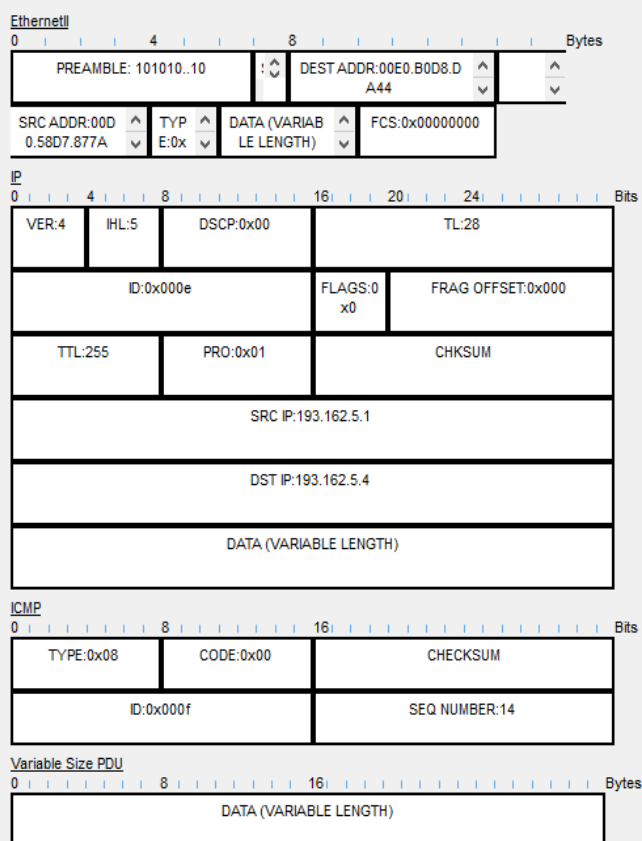 EthernetII
0 4 8 Bytes
PREAMBLE: 101010..10
DEST ADDR:00E0.B0D8.D
A44
SRC ADDR:00D
0.58D7.877A
TYP
E:0x
DATA (VARIAB
LE LENGTH)
FCS:0x00000000
IP
0 4 8 16 20 24 Bits
VER:4 IHL:5 DSCP:0x00 TL:28
ID:0x000e
FLAGS:0
x0
FRAG OFFSET:0x000
TTL:255 PRO:0x01 CHKSUM
SRC IP:193.162.5.1
DST IP:193.162.5.4
DATA (VARIABLE LENGTH)
ICMP
0 8 16 Bits
TYPE:0x08 CODE:0x00 CHECKSUM
ID:0x000f SEQ NUMBER:14
Variable Size PDU
0 8 16 Bytes
DATA (VARIABLE LENGTH)